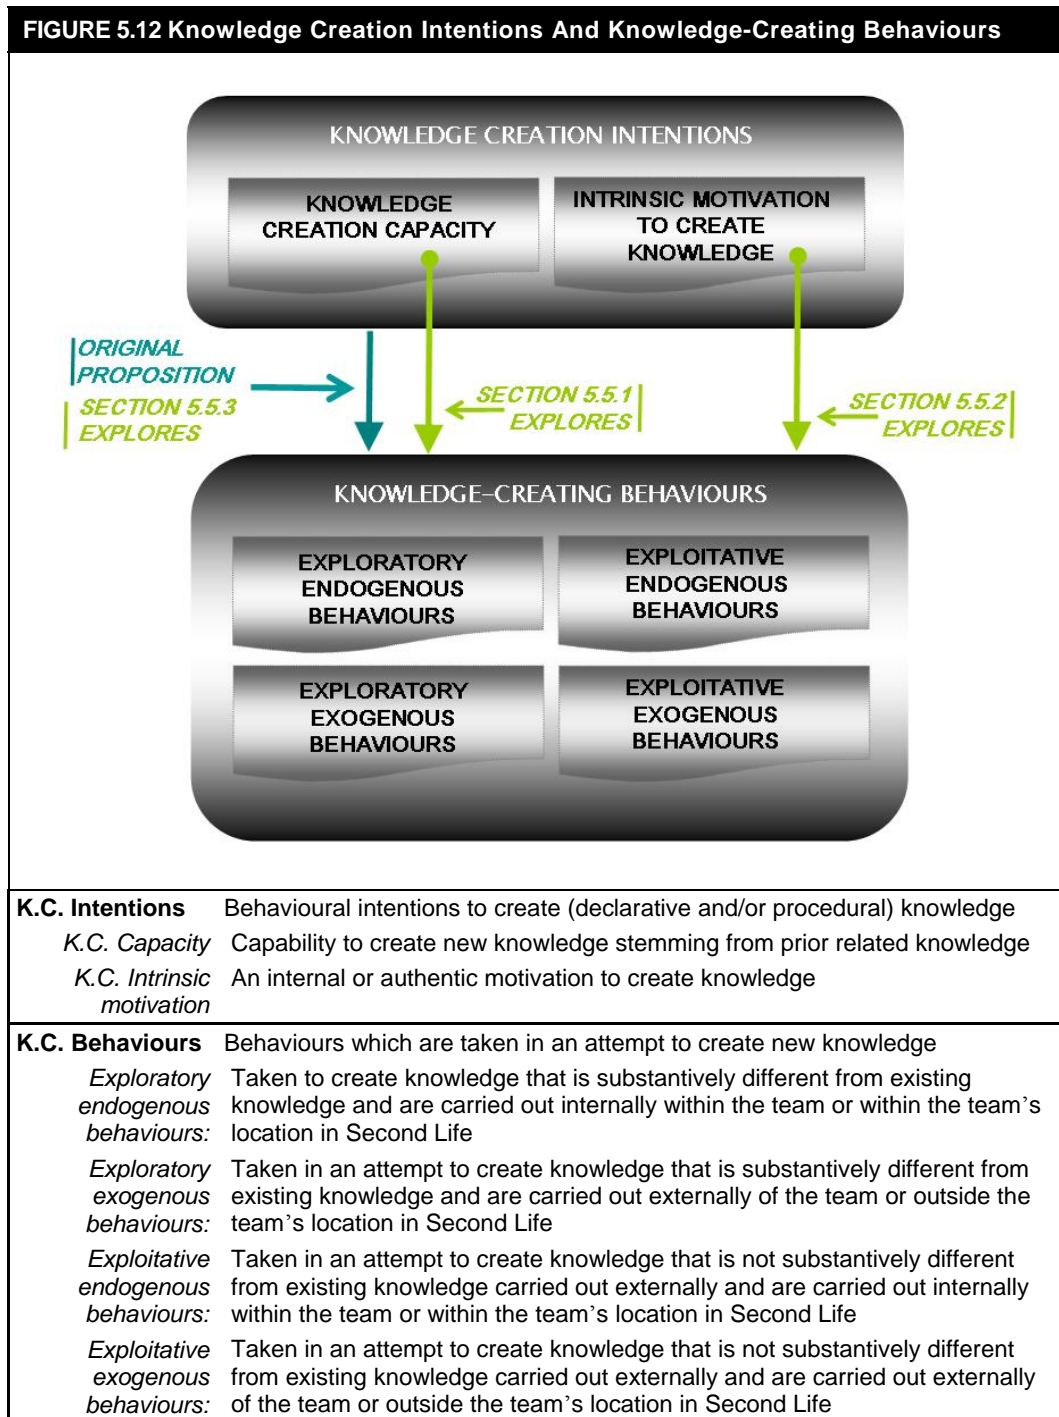 FIGURE 5.12 Knowledge Creation Intentions And Knowledge-Creating Behaviours
KNOWLEDGE CREATION INTENTIONS
KNOWLEDGE
CREATION CAPACITY
INTRINSIC MOTIVATION
TO CREATE
KNOWLEDGE
ORIGINAL
PROPOSITION
SECTION 5.5.3
EXPLORES
SECTION 5.5.1
EXPLORES
SECTION 5.5.2
EXPLORES
KNOWLEDGE-CREATING BEHAVIOURS
EXPLORATORY
ENDOGENOUS
BEHAVIOURS
EXPLOITATIVE
ENDOGENOUS
BEHAVIOURS
EXPLORATORY
EXOGENOUS
BEHAVIOURS
EXPLOITATIVE
EXOGENOUS
BEHAVIOURS
K.C. Intentions Behavioural intentions to create (declarative and/or procedural) knowledge
K.C. Capacity Capability to create new knowledge stemming from prior related knowledge
K.C. Intrinsic An internal or authentic motivation to create knowledge
motivation
K.C. Behaviours Behaviours which are taken in an attempt to create new knowledge
Exploratory Taken to create knowledge that is substantively different from existing
endogenous knowledge and are carried out internally within the team or within the team's
behaviours: location in Second Life
Exploratory Taken in an attempt to create knowledge that is substantively different from
exogenous existing knowledge and are carried out externally of the team or outside the
behaviours: team's location in Second Life
Exploitative Taken in an attempt to create knowledge that is not substantively different
endogenous from existing knowledge carried out externally and are carried out internally
behaviours: within the team or within the team's location in Second Life
Exploitative Taken in an attempt to create knowledge that is not substantively different
exogenous from existing knowledge carried out externally and are carried out externally
behaviours: of the team or outside the team's location in Second Life